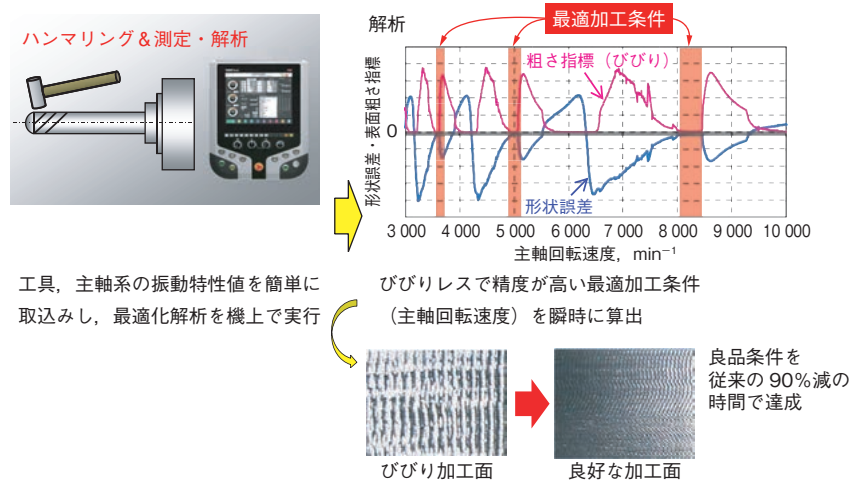 ハンマリング&測定・解析
解析
最適加工条件
粗さ指標(びびり)
形状誤差・表面粗さ指標
0
形状誤差
3 000 4 000 5 000 6 000 7 000 8 000 9 000 10 000
主軸回転速度,min−1
工具,主軸系の振動特性値を簡単に
取込みし,最適化解析を機上で実行
びびりレスで精度が高い最適加工条件
(主軸回転速度)を瞬時に算出
良品条件を
従来の90%減の
時間で達成
びびり加工面
良好な加工面